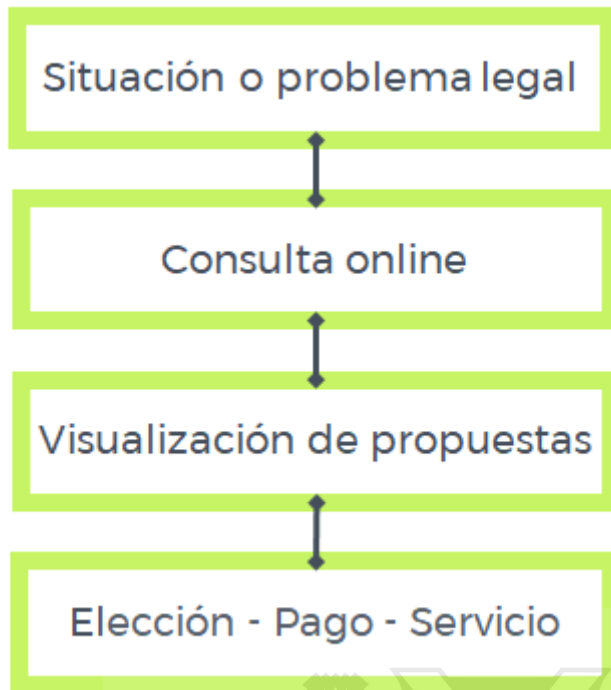 Situación o problema legal
Consulta online
Visualización de propuestas
Elección - Pago - Servicio